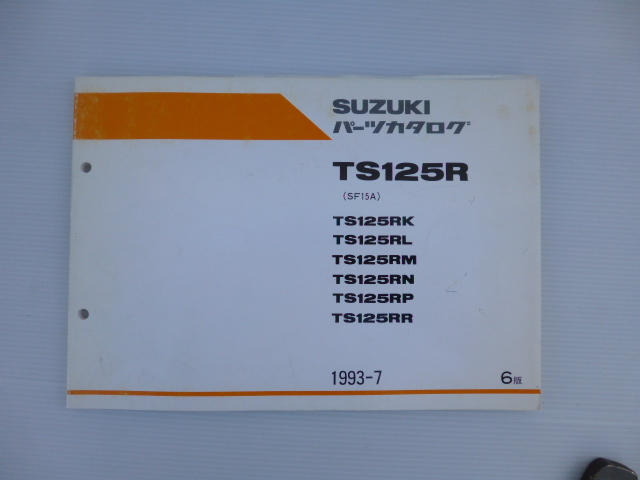 SUZUKI
パーツカタログ
TS125R
(SF15A)
TS125RK
TS125RL
TS125RM
TS125RN
TS125RP
TS125RR
1993-7
6版